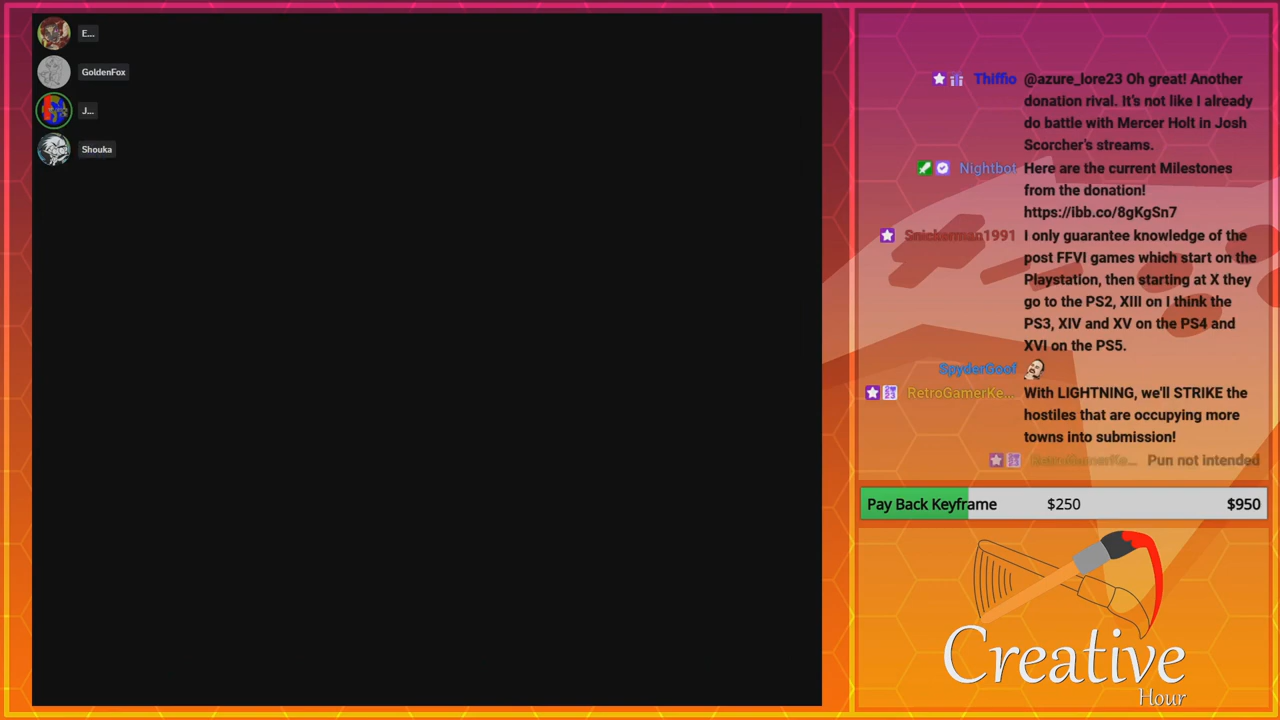 E...
GoldenFox
J...
Shouka
Thiffio @azure_lore23 Oh great! Another
donation rival. It's not like I already
do battle with Mercer Holt in Josh
Scorcher's streams.
Nightbot Here are the current Milestones
from the donation!
https://ibb.co/8gKgSn7
Snickerman1991 I only guarantee knowledge of the
post FFVI games which start on the
Playstation, then starting at X they
go to the PS2, XIII on I think the
PS3, XIV and XV on the PS4 and
XVI on the PS5.
SpyderDoof
RetroGamerKe... With LIGHTNING, we'll STRIKE the
hostiles that are occupying more
towns into submission!
RetroGamerKe... Pun not intended
Pay Back Keyframe $250 $950
Creative
Hour